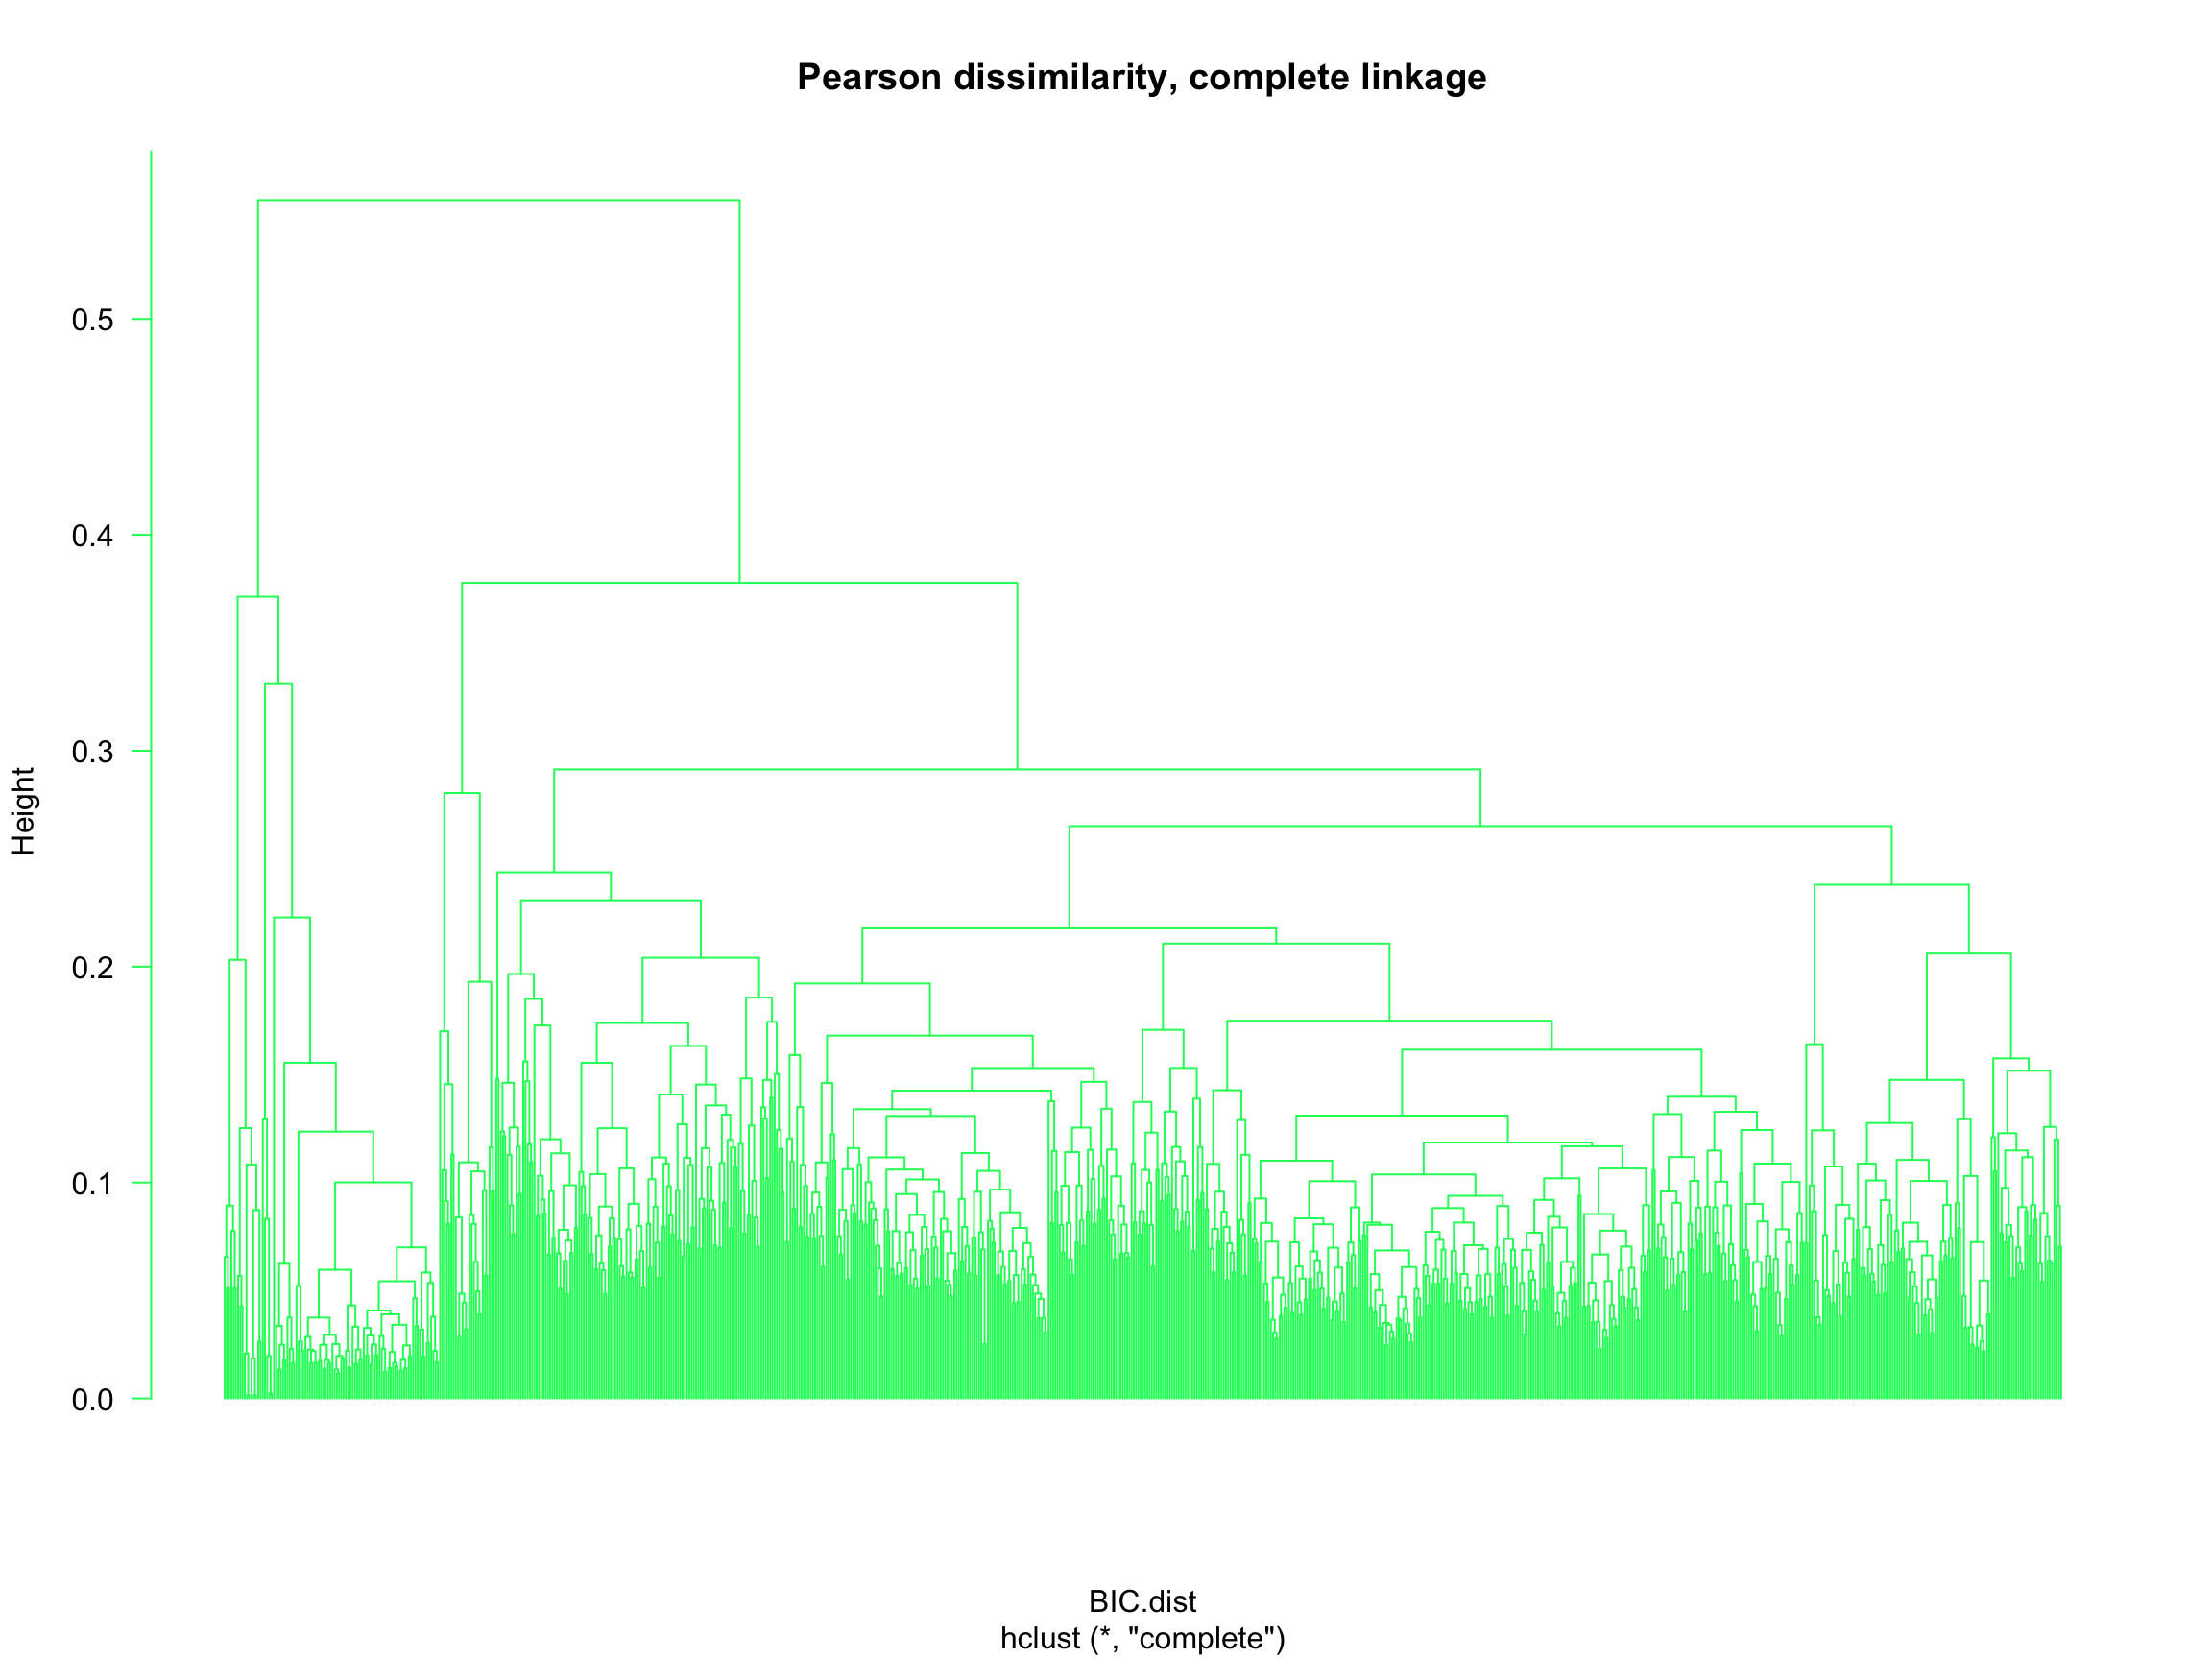 Pearson dissimilarity, complete linkage
0.5
0.4
0.3
0.2
0.1
0.0
Height
BIC.dist
hclust (*, "complete")